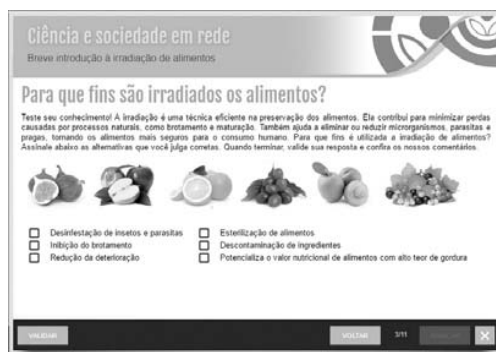 Ciência e sociedade em rede
Breve introdução à irradiação de alimentos
Para que fins são irradiados os alimentos?
Teste seu conhecimento! A irradiação é uma técnica eficiente na preservação dos alimentos. Ela contribui para minimizar perdas
causadas por processos naturais, como brotamento e maturação. Também ajuda a eliminar ou reduzir microrganismos, parasitas e
pragas, tornando os alimentos mais seguros para o consumo humano. Para que fins é utilizada a irradiação de alimentos?
Assinale abaixo as alternativas que você julga corretas. Quando terminar, valide sua resposta e confira os nossos comentários.
Desinfestação de insetos e parasitas
Inibição do brotamento
Redução da deterioração
Esterilização de alimentos
Descontaminação de ingredientes
Potencializa o valor nutricional de alimentos com alto teor de gordura
VALIDAR
VOLTAR
3/11
X